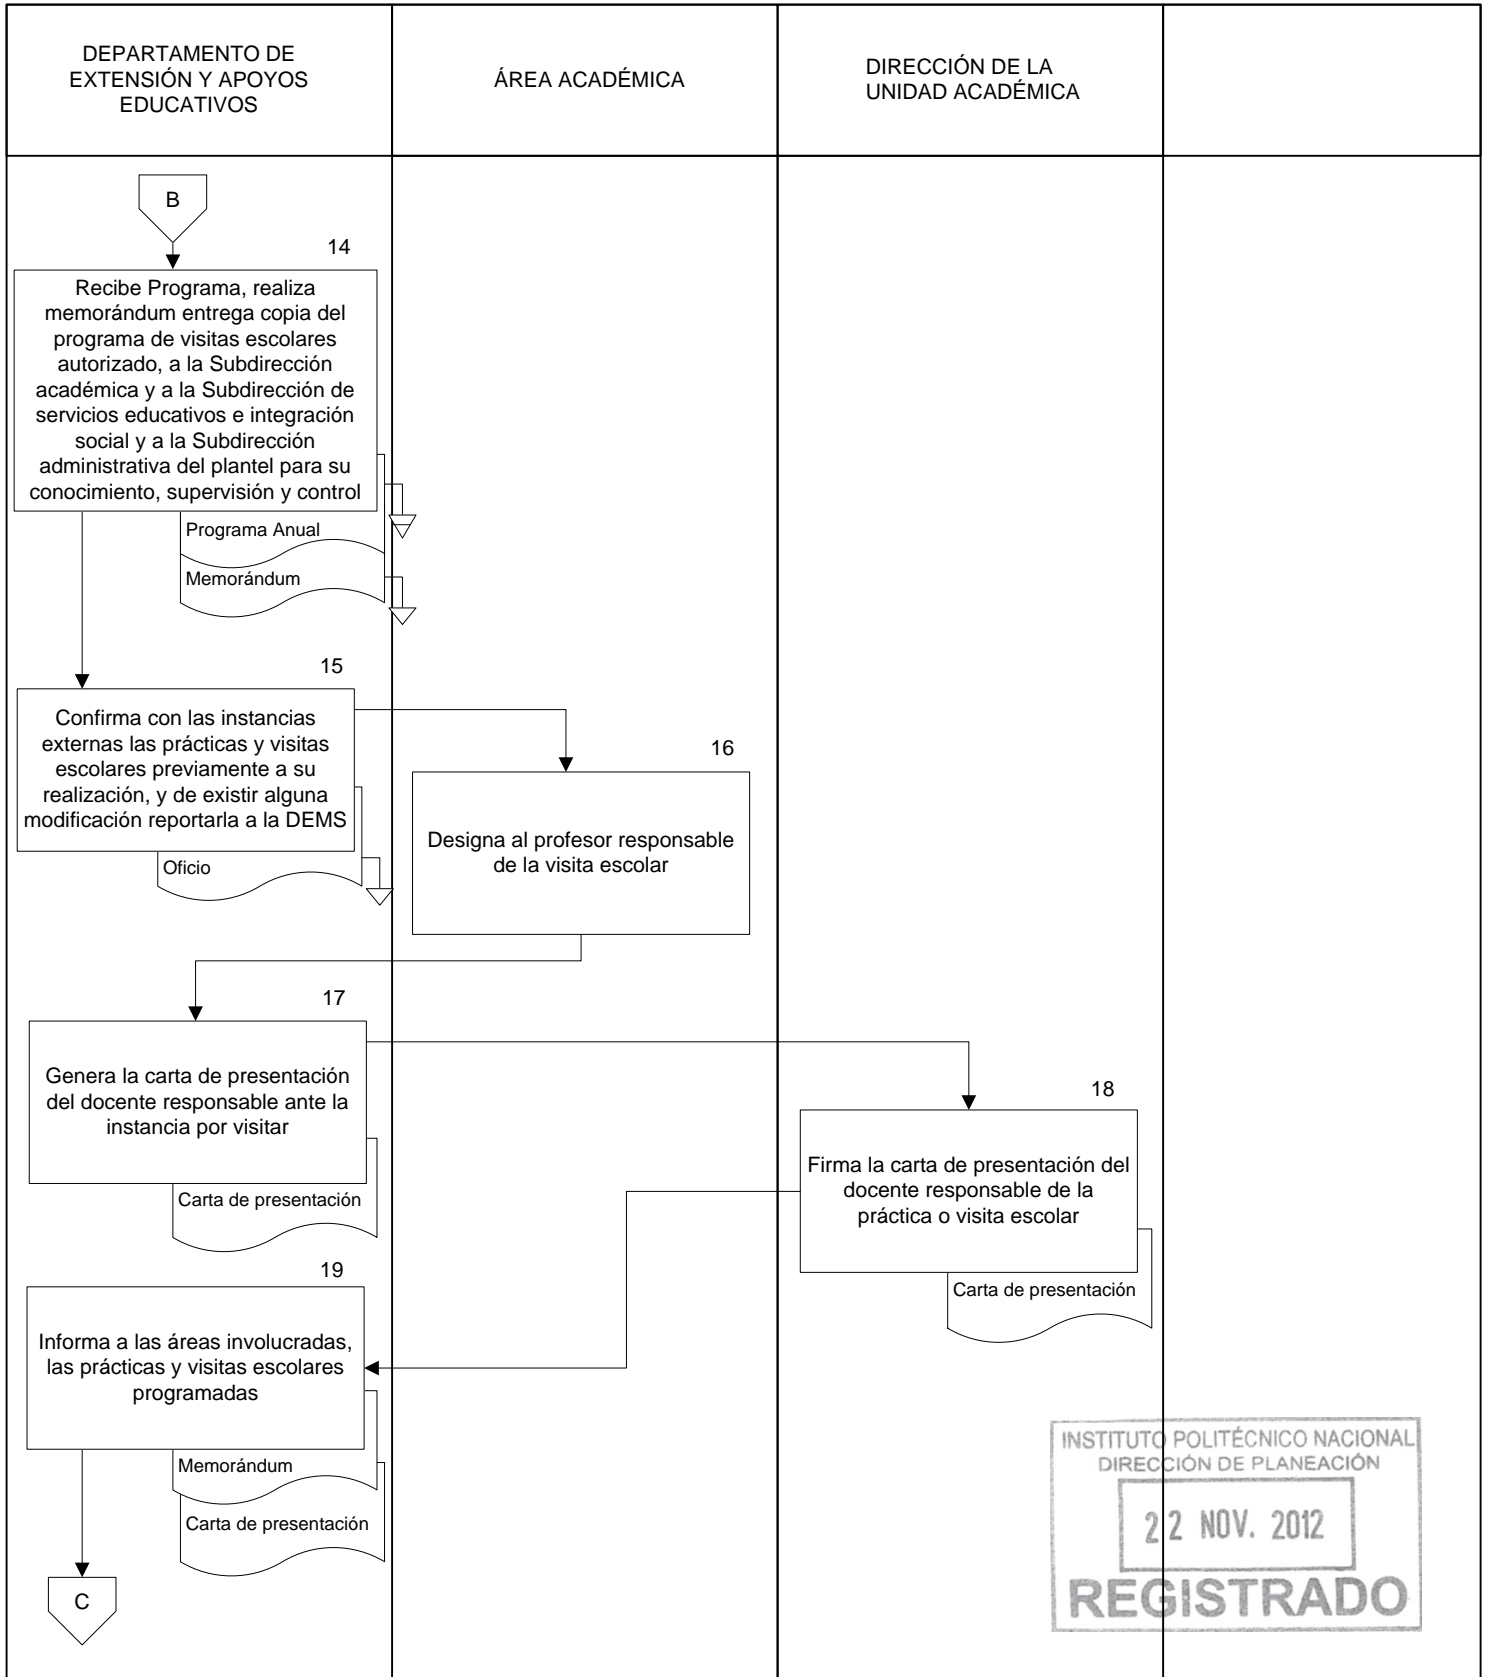 DEPARTAMENTO DE
EXTENSIÓN Y APOYOS
EDUCATIVOS
ÁREA ACADÉMICA
DIRECCIÓN DE LA
UNIDAD ACADÉMICA
B
14
Recibe Programa, realiza
memorándum entrega copia del
programa de visitas escolares
autorizado, a la Subdirección
académica y a la Subdirección de
servicios educativos e integración
social y a la Subdirección
administrativa del plantel para su
conocimiento, supervisión y control
Programa Anual
Memorándum
15
Confirma con las instancias
externas las prácticas y visitas
escolares previamente a su
realización, y de existir alguna
modificación reportarla a la DEMS
Oficio
16
Designa al profesor responsable
de la visita escolar
17
Genera la carta de presentación
del docente responsable ante la
instancia por visitar
Carta de presentación
18
Firma la carta de presentación del
docente responsable de la
práctica o visita escolar
Carta de presentación
19
Informa a las áreas involucradas,
las prácticas y visitas escolares
programadas
Memorándum
Carta de presentación
C
INSTITUTO POLITÉCNICO NACIONAL
DIRECCIÓN DE PLANEACIÓN
22 NOV. 2012
REGISTRADO